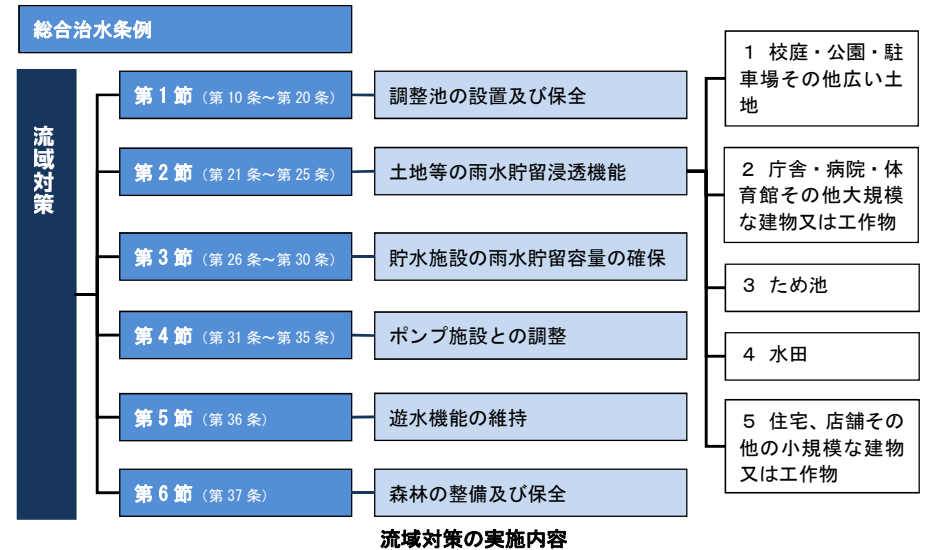 総合治水条例
流域対策
第1節（第10条～第20条）
調整池の設置及び保全
第2節（第21条～第25条）
土地等の雨水貯留浸透機能
第3節（第26条～第30条）
貯水施設の雨水貯留容量の確保
第4節（第31条～第35条）
ポンプ施設との調整
第5節（第36条）
遊水機能の維持
第6節（第37条）
森林の整備及び保全
1 校庭・公園・駐
車場その他広い土
地
2 庁舎・病院・体
育館その他大規模
な建物又は工作物
3 ため池
4 水田
5 住宅、店舗その
他の小規模な建物
又は工作物
流域対策の実施内容